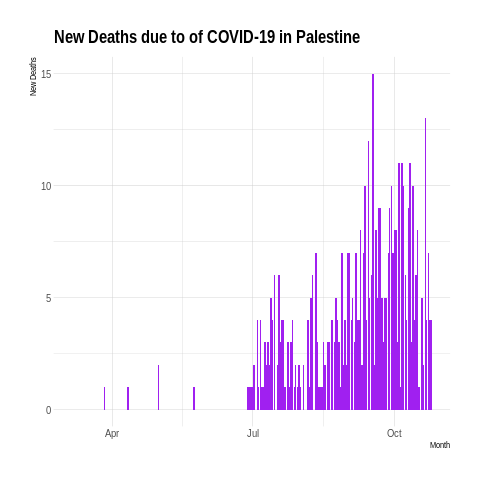 New Deaths due to of COVID-19 in Palestine
New Deaths
15
10
5
0
Apr
Jul
Oct
Month